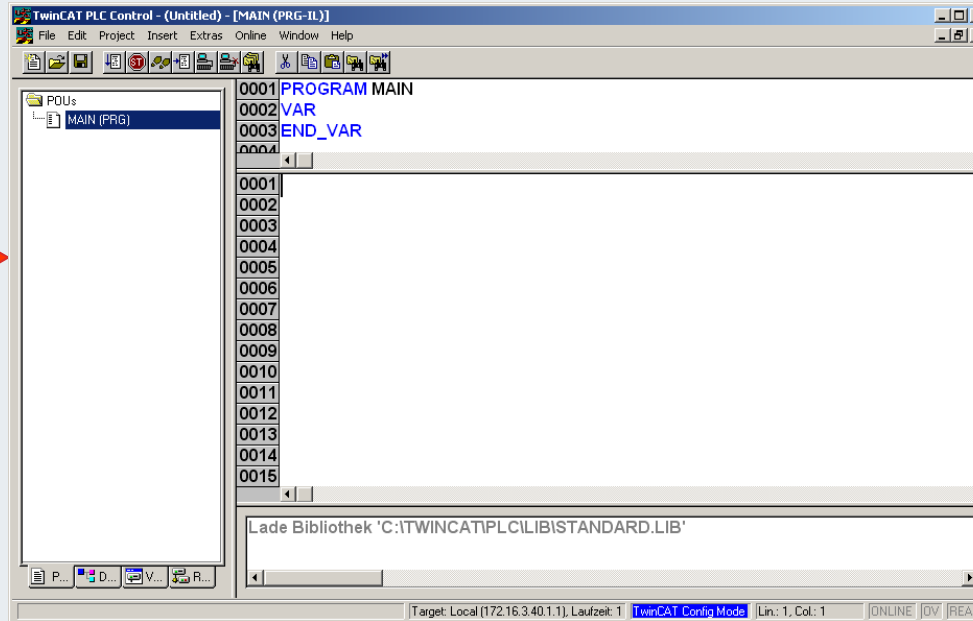 TwinCAT PLC Control - (Untitled) - [MAIN (PRG-IL)]
File Edit Project Insert Extras Online Window Help
POUs
MAIN (PRG)
0001 PROGRAM MAIN
0002 VAR
0003 END_VAR
0004
0001
0002
0003
0004
0005
0006
0007
0008
0009
0010
0011
0012
0013
0014
0015
Lade Bibliothek 'C:\TWINCAT\PLC\LIB\STANDARD.LIB'
P... D... V... R...
Target: Local (172.16.3.40.1.1), Laufzeit: 1 TwinCAT Config Mode Lin.: 1, Col.: 1 ONLINE OV REA